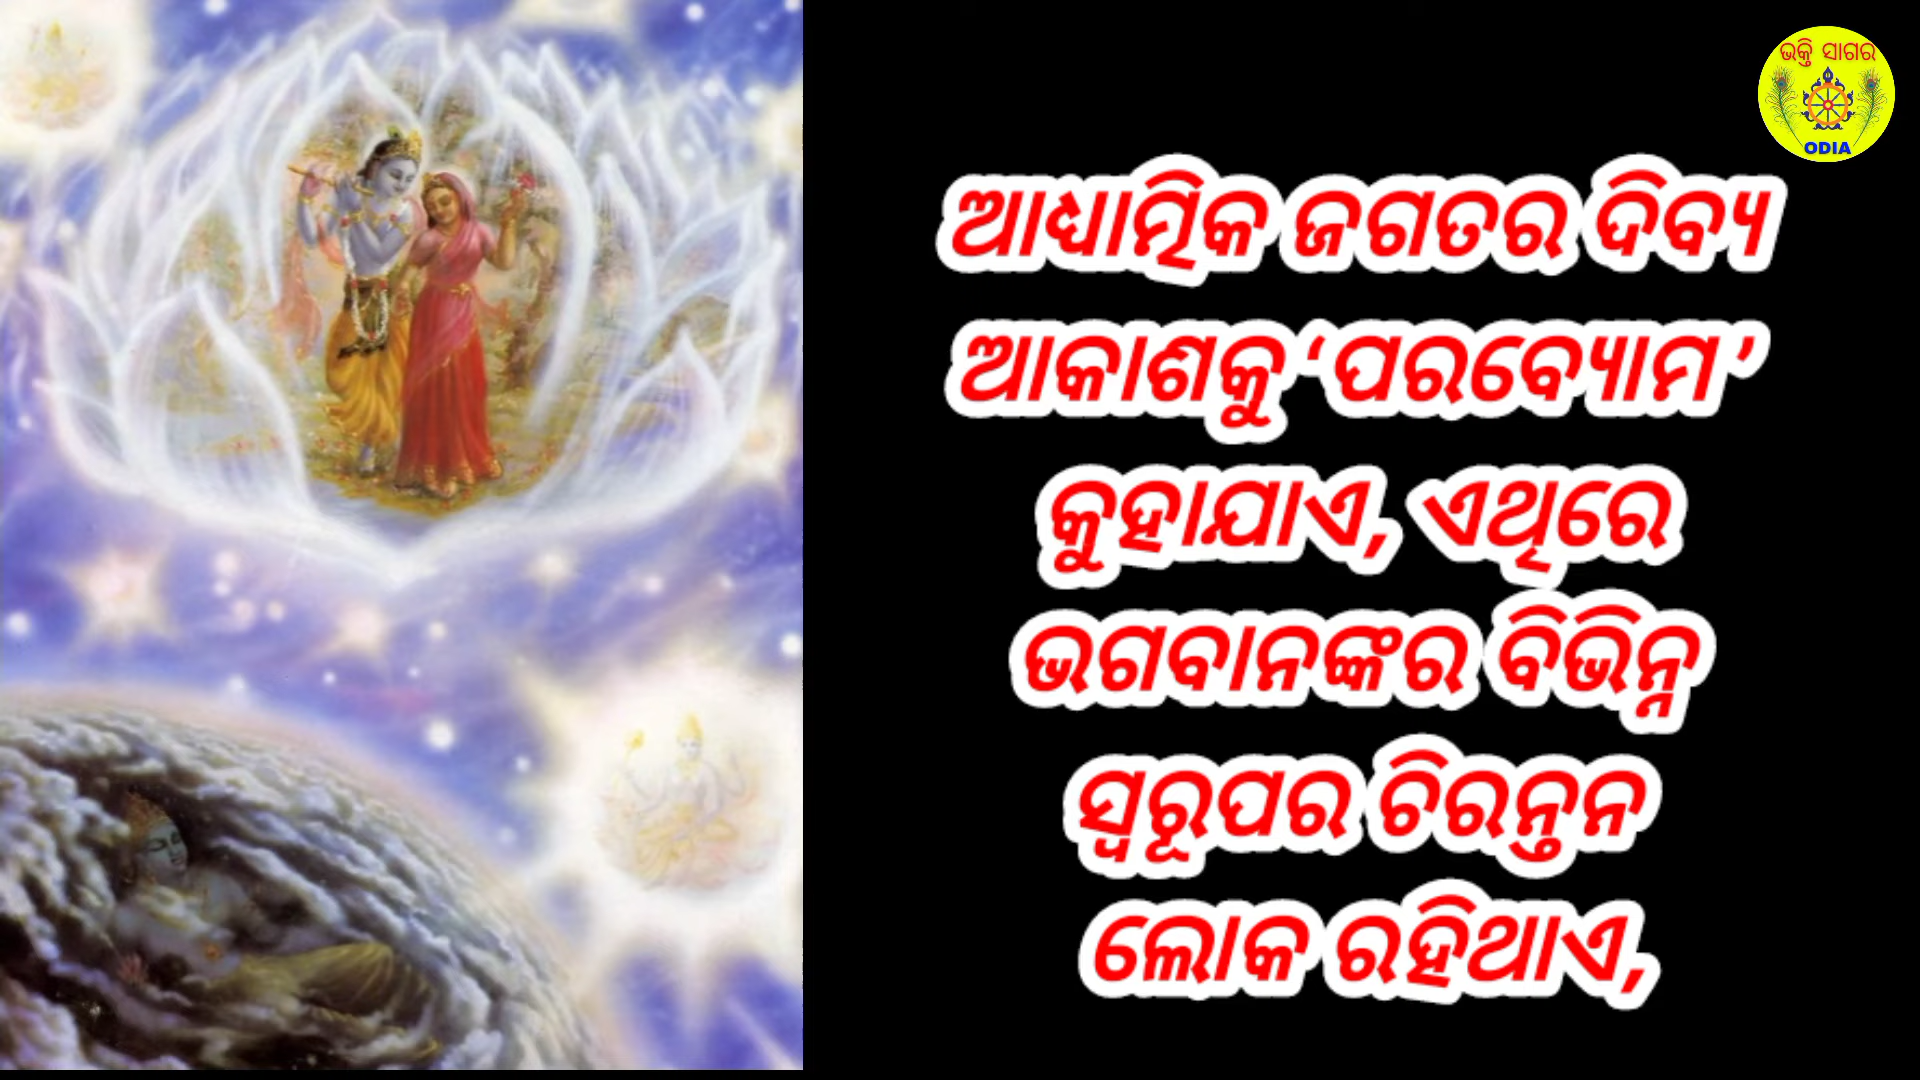 ଭକ୍ତି ସାଗର
ODIA
ଆଧ୍ୟାତ୍ମିକ ଜଗତର ଦିବ୍ୟ
ଆକାଶକୁ ‘ପରବ୍ୟୋମ’
କୁହାଯାଏ, ଏଥିରେ
ଭଗବାନଙ୍କର ବିଭିନ୍ନ
ସ୍ୱରୂପର ଚିରନ୍ତନ
ଲୋକ ରହିଥାଏ,